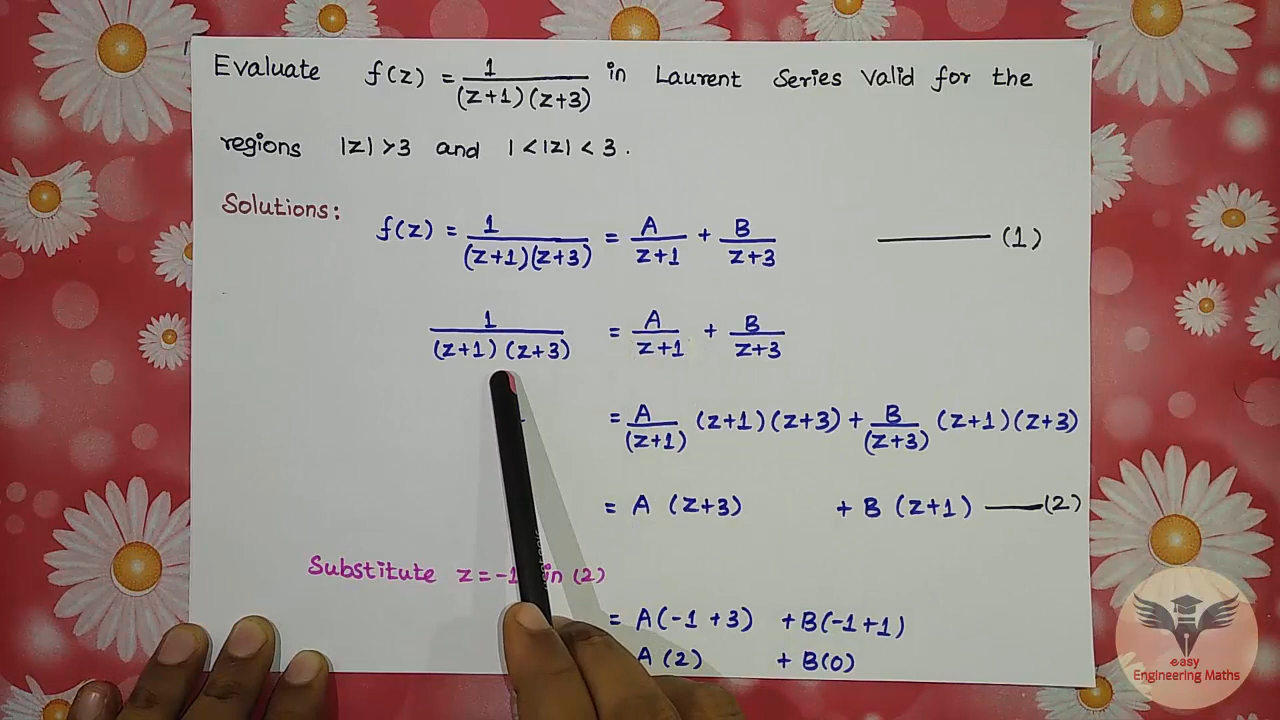 Evaluate f(z) = 1/(z+1)(z+3) in Laurent Series Valid for the
regions |z| > 3 and 1 < |z| < 3.
Solutions:
f(z) = 1/(z+1)(z+3) = A/z+1 + B/z+3 ——— (1)
1/(z+1)(z+3) = A/z+1 + B/z+3
= A/(z+1) (z+1)(z+3) + B/(z+3) (z+1)(z+3)
= A (z+3) + B (z+1) ——— (2)
Substitute z = -1 in (2)
= A(-1+3) + B(-1+1)
A(2) + B(0)
easy
Engineering Maths